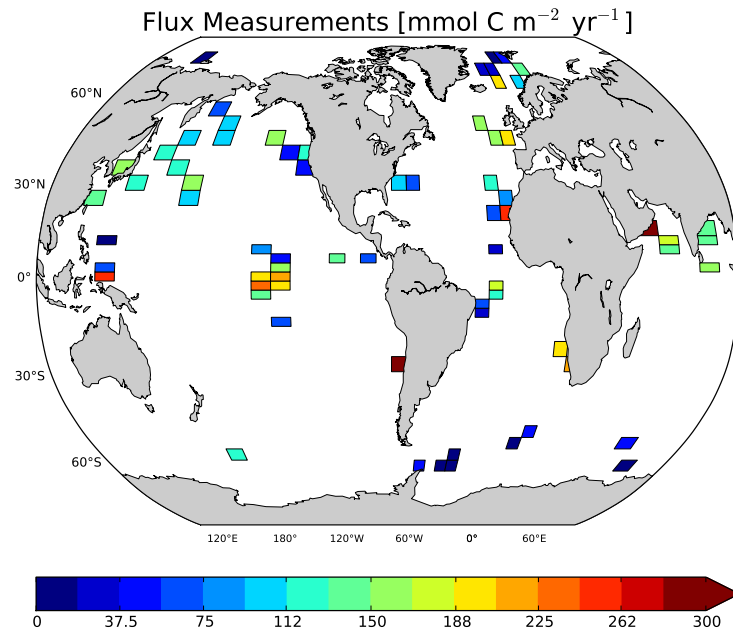 Flux Measurements [mmol C m⁻² yr⁻¹]
60°N
30°N
0°
30°S
60°S
120°E 180° 120°W 60°W 0° 60°E
0 37.5 75 112 150 188 225 262 300